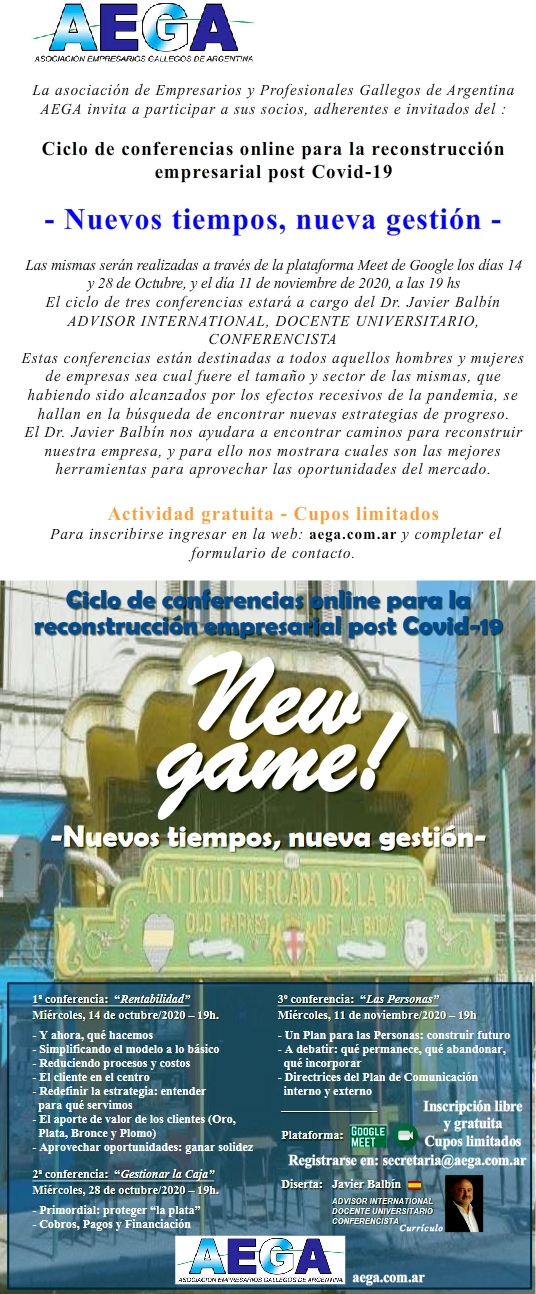 AEGA
ASOCIACION EMPRESARIOS GALLEGOS DE ARGENTINA
La asociación de Empresarios y Profesionales Gallegos de Argentina
AEGA invita a participar a sus socios, adherentes e invitados del :
Ciclo de conferencias online para la reconstrucción
empresarial post Covid-19
- Nuevos tiempos, nueva gestión -
Las mismas serán realizadas a través de la plataforma Meet de Google los días 14
y 28 de Octubre, y el día 11 de noviembre de 2020, a las 19 hs
El ciclo de tres conferencias estará a cargo del Dr. Javier Balbín
ADVISOR INTERNATIONAL, DOCENTE UNIVERSITARIO,
CONFERENCISTA
Estas conferencias están destinadas a todos aquellos hombres y mujeres
de empresas sea cual fuere el tamaño y sector de las mismas, que
habiendo sido alcanzados por los efectos recesivos de la pandemia, se
hallan en la búsqueda de encontrar nuevas estrategias de progreso.
El Dr. Javier Balbín nos ayudara a encontrar caminos para reconstruir
nuestra empresa, y para ello nos mostrara cuales son las mejores
herramientas para aprovechar las oportunidades del mercado.
Actividad gratuita - Cupos limitados
Para inscribirse ingresar en la web: aega.com.ar y completar el
formulario de contacto.
Ciclo de conferencias online para la
reconstrucción empresarial post Covid-19
New
game!
-Nuevos tiempos, nueva gestión-
ANTIGUO MERCADO DE LA BOCA
OLD MARKET OF LA BOCA
1ª conferencia: “Rentabilidad”
Miércoles, 14 de octubre/2020 – 19h.
- Y ahora, qué hacemos
- Simplificando el modelo a lo básico
- Reduciendo procesos y costos
- El cliente en el centro
- Redefinir la estrategia: entender
para qué servimos
- El aporte de valor de los clientes (Oro,
Plata, Bronce y Plomo)
- Aprovechar oportunidades: ganar solidez
2ª conferencia: “Gestionar la Caja”
Miércoles, 28 de octubre/2020 – 19h.
- Primordial: proteger “la plata”
- Cobros, Pagos y Financiación
3ª conferencia: “Las Personas”
Miércoles, 11 de noviembre/2020 – 19h
- Un Plan para las Personas: construir futuro
- A debatir: qué permanece, qué abandonar,
qué incorporar
- Directrices del Plan de Comunicación
interno y externo
Inscripción libre
y gratuita
Cupos limitados
Plataforma: GOOGLE
MEET
Registrarse en: secretaria@aega.com.ar
Diserta: Javier Balbín
ADVISOR INTERNATIONAL
DOCENTE UNIVERSITARIO
CONFERENCISTA
Currículo
AEGA
ASOCIACION EMPRESARIOS GALLEGOS DE ARGENTINA
aega.com.ar